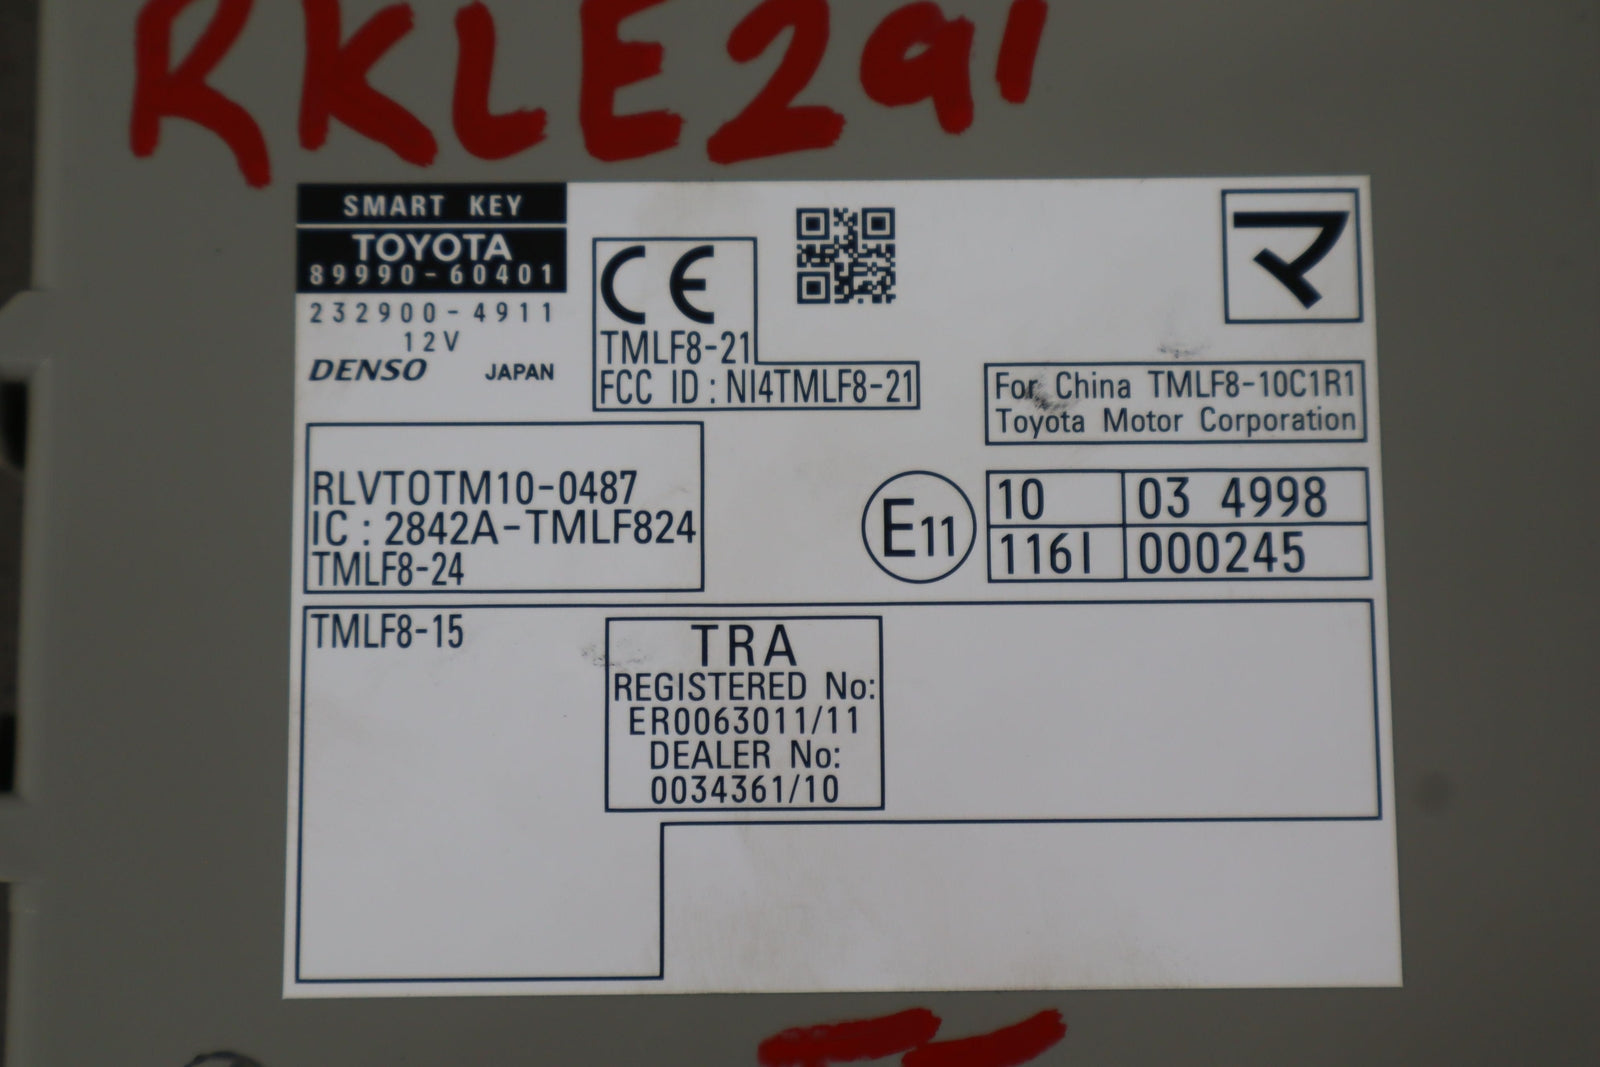 RKLE291
SMART KEY
TOYOTA
89990-60401
232900-4911
12V
DENSO JAPAN
CE
TMLF8-21
FCC ID : NI4TMLF8-21
For China TMLF8-10C1R1
Toyota Motor Corporation
RLVTOTM10-0487
IC : 2842A-TMLF824
TMLF8-24
E11
10 03 4998
116I 000245
TMLF8-15
TRA
REGISTERED No:
ER0063011/11
DEALER No:
0034361/10